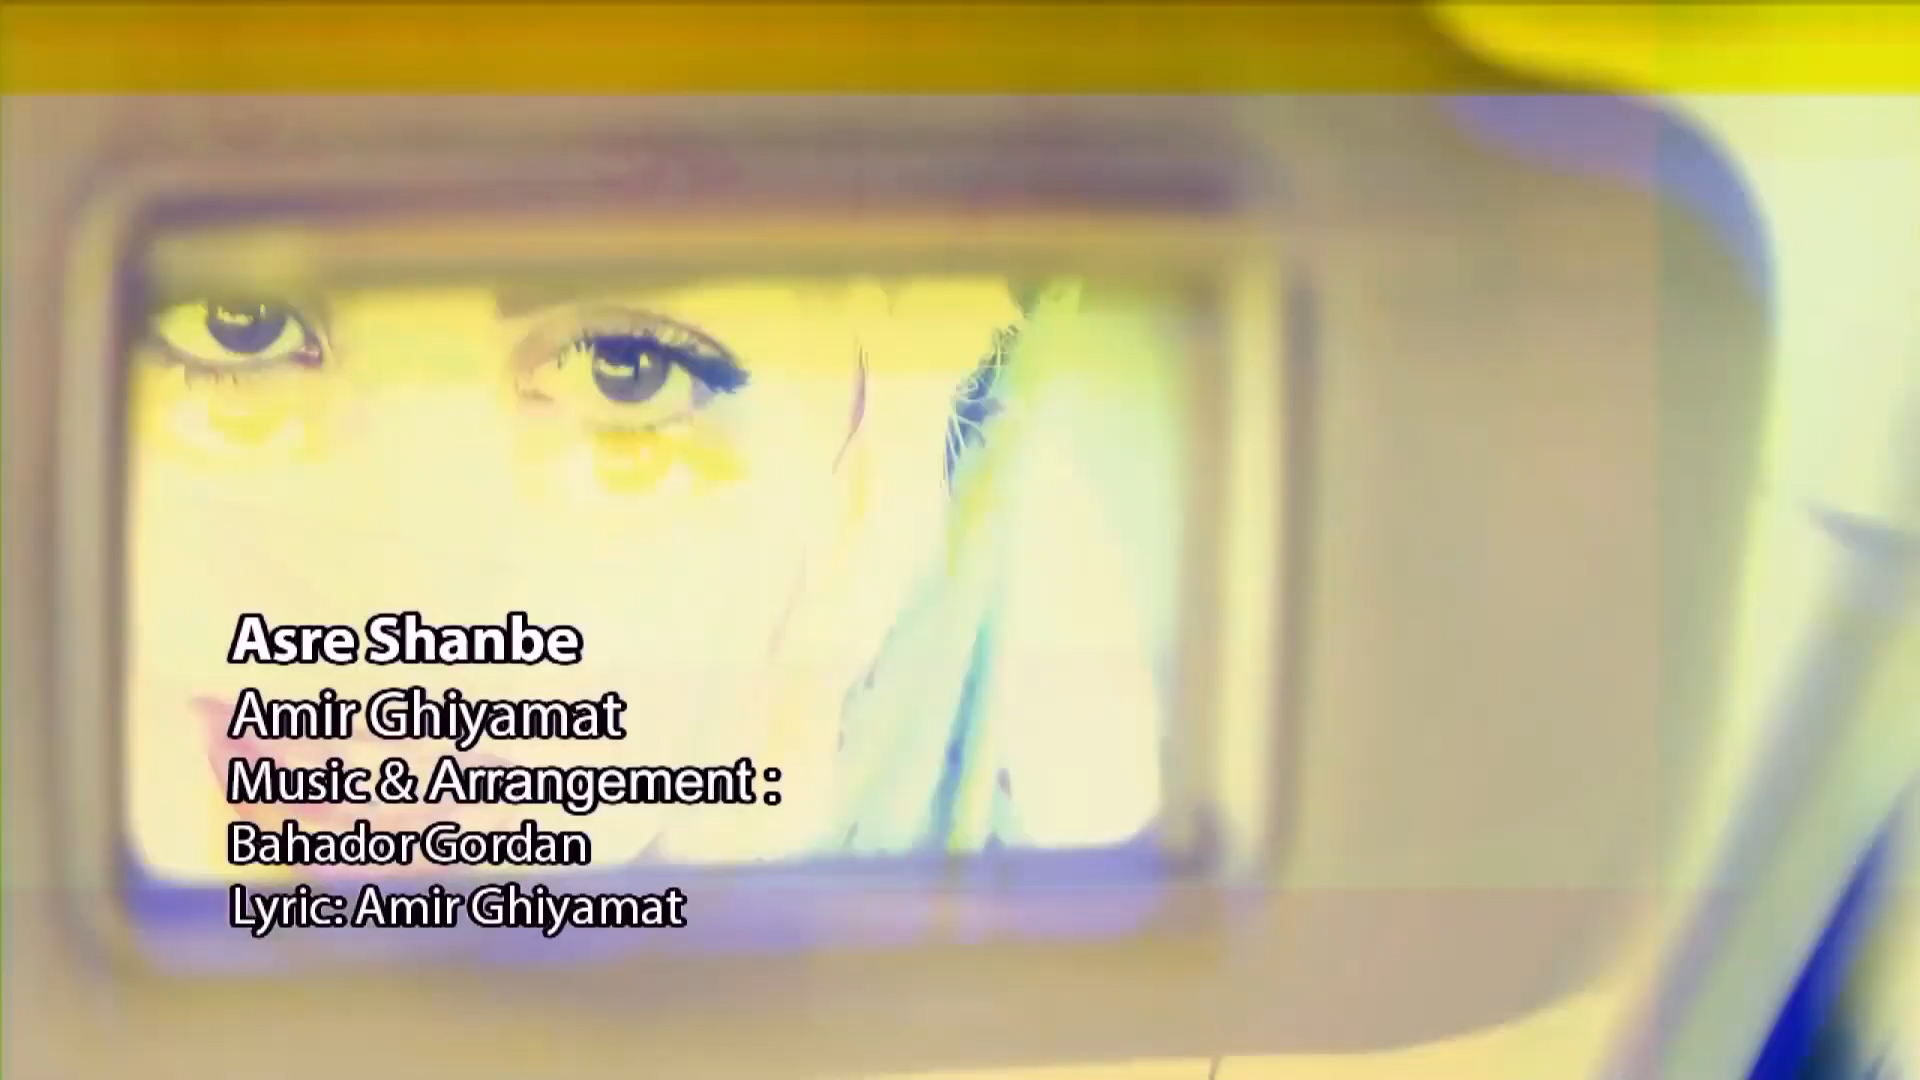 Asre Shanbe
Amir Ghiyamat
Music & Arrangement :
Bahador Gordan
Lyric: Amir Ghiyamat